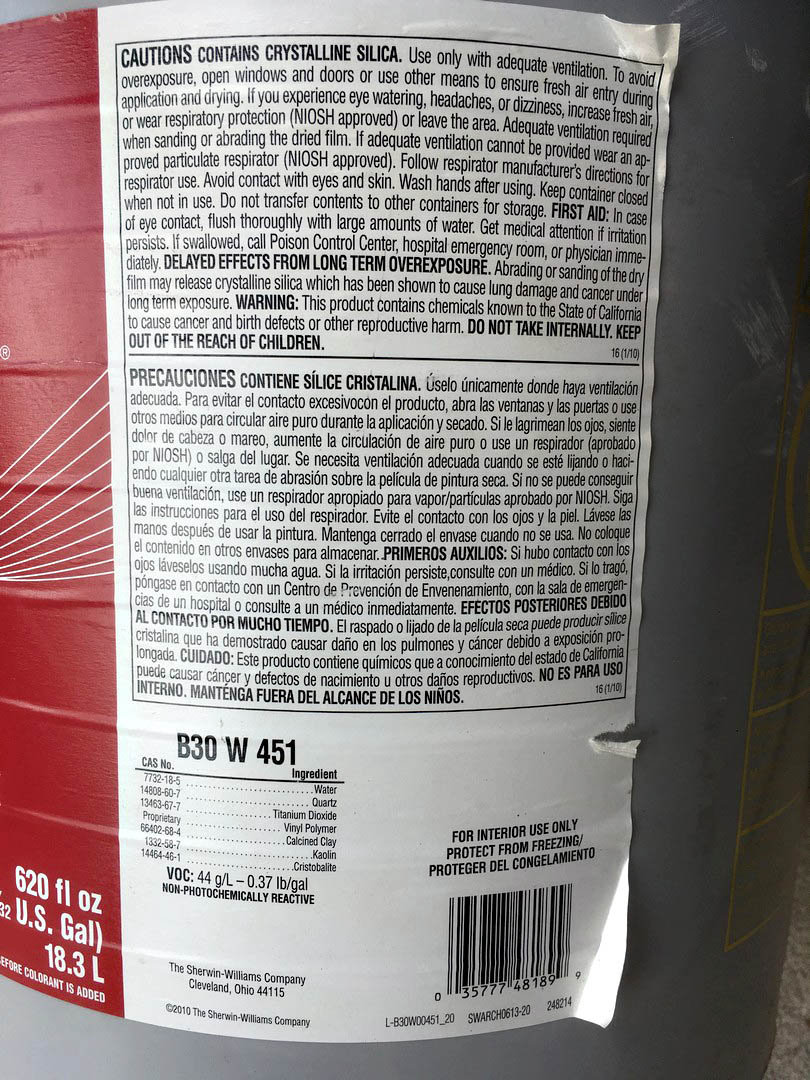 CAUTIONS CONTAINS CRYSTALLINE SILICA. Use only with adequate ventilation. To avoid
overexposure, open windows and doors or use other means to ensure fresh air entry during
application and drying. If you experience eye watering, headaches, or dizziness, increase fresh air,
or wear respiratory protection (NIOSH approved) or leave the area. Adequate ventilation required
when sanding or abrading the dried film. If adequate ventilation cannot be provided wear an ap-
proved particulate respirator (NIOSH approved). Follow respirator manufacturer's directions for
respirator use. Avoid contact with eyes and skin. Wash hands after using. Keep container closed
when not in use. Do not transfer contents to other containers for storage. FIRST AID: In case
of eye contact, flush thoroughly with large amounts of water. Get medical attention if irritation
persists. If swallowed, call Poison Control Center, hospital emergency room, or physician imme-
diately. DELAYED EFFECTS FROM LONG TERM OVEREXPOSURE. Abrading or sanding of the dry
film may release crystalline silica which has been shown to cause lung damage and cancer under
long term exposure. WARNING: This product contains chemicals known to the State of California
to cause cancer and birth defects or other reproductive harm. DO NOT TAKE INTERNALLY. KEEP
OUT OF THE REACH OF CHILDREN.
16 (1/10)
®
PRECAUCIONES CONTIENE SÍLICE CRISTALINA. Úselo únicamente donde haya ventilación
adecuada. Para evitar el contacto excesivocon el producto, abra las ventanas y las puertas o use
otros medios para circular aire puro durante la aplicación y secado. Si le lagrimean los ojos, siente
dolor de cabeza o mareo, aumente la circulación de aire puro o use un respirador (aprobado
por NIOSH) o salga del lugar. Se necesita ventilación adecuada cuando se esté lijando o haci-
endo cualquier otra tarea de abrasión sobre la película de pintura seca. Si no se puede conseguir
buena ventilación, use un respirador apropiado para vapor/partículas aprobado por NIOSH. Siga
las instrucciones para el uso del respirador. Evite el contacto con los ojos y la piel. Lávese las
manos después de usar la pintura. Mantenga cerrado el envase cuando no se usa. No coloque
el contenido en otros envases para almacenar. PRIMEROS AUXILIOS: Si hubo contacto con los
ojos láveselos usando mucha agua. Si la irritación persiste,consulte con un médico. Si lo tragó,
póngase en contacto con un Centro de Prevención de Envenenamiento, con la sala de emergen-
cias de un hospital o consulte a un médico inmediatamente. EFECTOS POSTERIORES DEBIDO
AL CONTACTO POR MUCHO TIEMPO. El raspado o lijado de la película seca puede producir sílice
cristalina que ha demostrado causar daño en los pulmones y cáncer debido a exposición pro-
longada. CUIDADO: Este producto contiene químicos que a conocimiento del estado de California
puede causar cáncer y defectos de nacimiento u otros daños reproductivos. NO ES PARA USO
INTERNO. MANTÉNGA FUERA DEL ALCANCE DE LOS NIÑOS.
16 (1/10)
B30 W 451
CAS No. Ingredient
7732-18-5 Water
14808-60-7 Quartz
13463-67-7 Titanium Dioxide
Proprietary Vinyl Polymer
66402-68-4 Calcined Clay
1332-58-7 Kaolin
14464-46-1 Cristobalite
VOC: 44 g/L – 0.37 lb/gal
NON-PHOTOCHEMICALLY REACTIVE
FOR INTERIOR USE ONLY
PROTECT FROM FREEZING/
PROTEGER DEL CONGELAMIENTO
620 fl oz
32 U.S. Gal)
18.3 L
EFORE COLORANT IS ADDED
The Sherwin-Williams Company
Cleveland, Ohio 44115
©2010 The Sherwin-Williams Company
0 35777 48189 9
L-B30W00451_20 SWARCH0613-20 248214